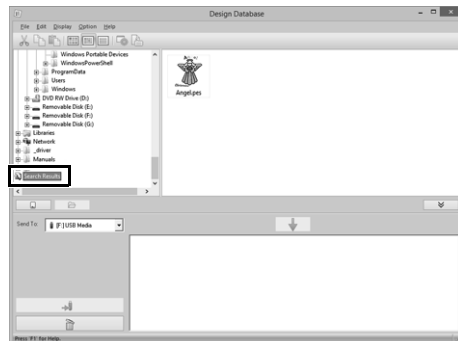 Design Database
File Edit Display Option Help
Windows Portable Devices
WindowsPowerShell
ProgramData
Users
Windows
DVD RW Drive (D:)
Removable Disk (E:)
Removable Disk (F:)
Removable Disk (G:)
Libraries
Network
_driver
Manuals
Search Results
Angel.pes
Send To: [F:] USB Media
Press 'F1' for Help.